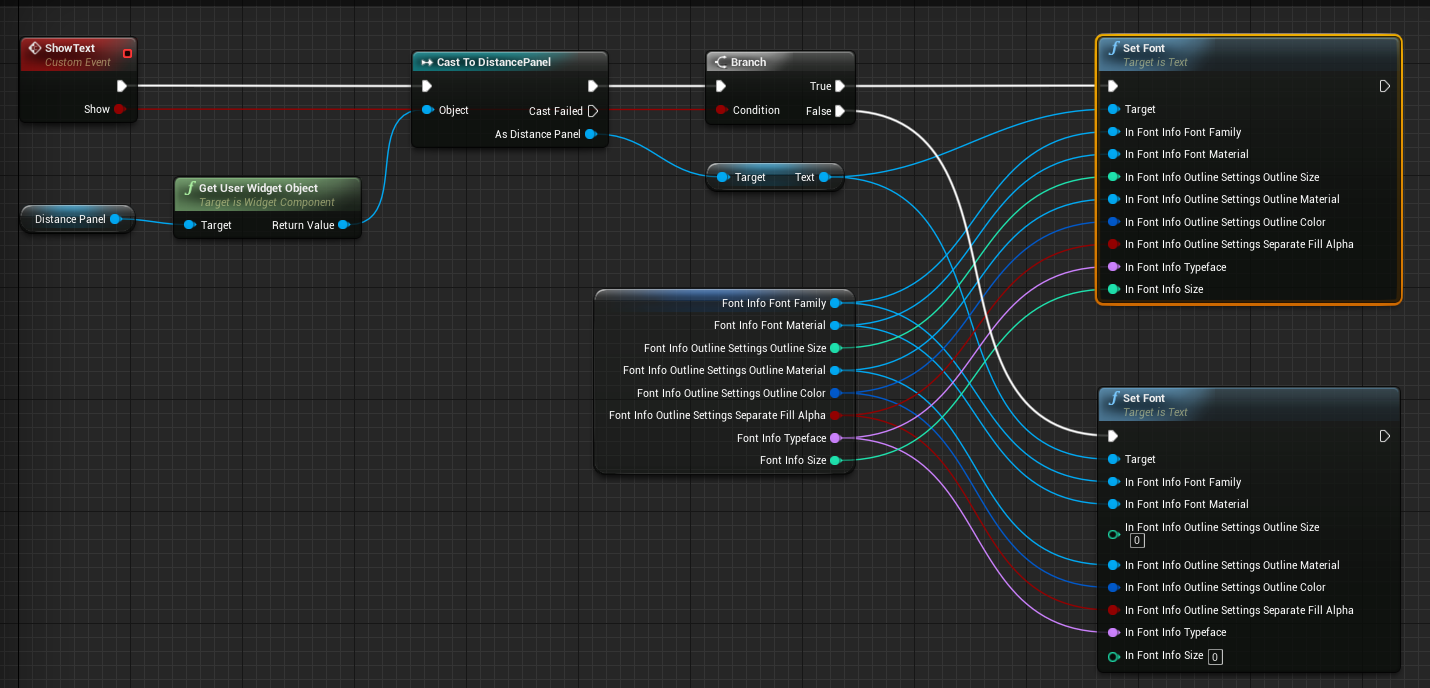 ShowText
Custom Event
Show
Distance Panel
f Get User Widget Object
Target is Widget Component
Target Return Value
Cast To DistancePanel
Object Cast Failed
As Distance Panel
Branch
True
Condition False
Target Text
Font Info Font Family
Font Info Font Material
Font Info Outline Settings Outline Size
Font Info Outline Settings Outline Material
Font Info Outline Settings Outline Color
Font Info Outline Settings Separate Fill Alpha
Font Info Typeface
Font Info Size
f Set Font
Target is Text
Target
In Font Info Font Family
In Font Info Font Material
In Font Info Outline Settings Outline Size
In Font Info Outline Settings Outline Material
In Font Info Outline Settings Outline Color
In Font Info Outline Settings Separate Fill Alpha
In Font Info Typeface
In Font Info Size
f Set Font
Target is Text
Target
In Font Info Font Family
In Font Info Font Material
In Font Info Outline Settings Outline Size
0
In Font Info Outline Settings Outline Material
In Font Info Outline Settings Outline Color
In Font Info Outline Settings Separate Fill Alpha
In Font Info Typeface
In Font Info Size 0